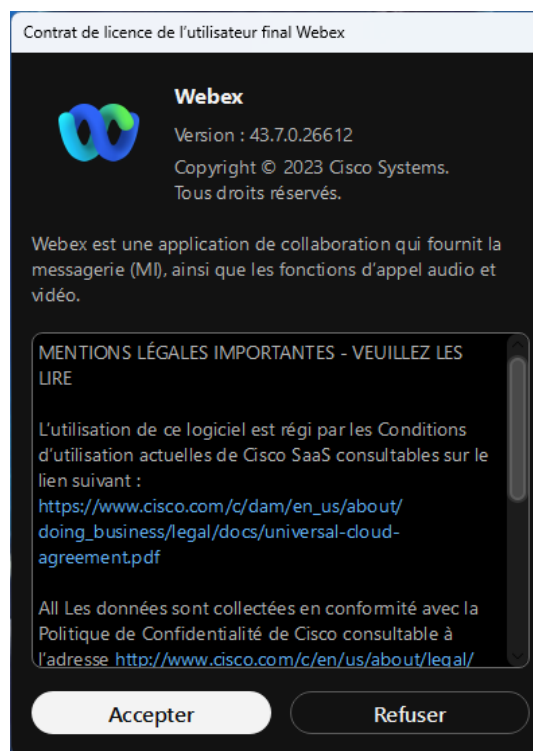 Contrat de licence de l’utilisateur final Webex
Webex
Version : 43.7.0.26612
Copyright © 2023 Cisco Systems.
Tous droits réservés.
Webex est une application de collaboration qui fournit la
messagerie (MI), ainsi que les fonctions d’appel audio et
vidéo.
MENTIONS LÉGALES IMPORTANTES - VEUILLEZ LES
LIRE
L’utilisation de ce logiciel est régi par les Conditions
d’utilisation actuelles de Cisco SaaS consultables sur le
lien suivant :
https://www.cisco.com/c/dam/en_us/about/
doing_business/legal/docs/universal-cloud-
agreement.pdf
All Les données sont collectées en conformité avec la
Politique de Confidentialité de Cisco consultable à
l’adresse http://www.cisco.com/c/en/us/about/legal/
Accepter
Refuser